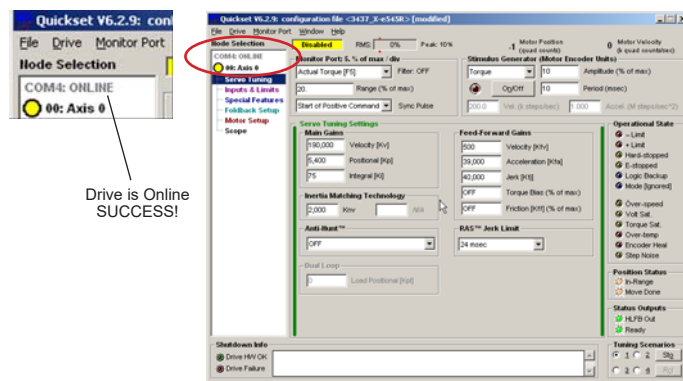 Quickset V6.2.9: con
File Drive Monitor Port
Node Selection
COM4: ONLINE
00: Axis 0
Drive is Online
SUCCESS!
Quickset V6.2.9: configuration file <3437_X-e545R> [modified]
File Drive Monitor Port Window Help
Node Selection
COM4: ONLINE
00: Axis 0
Servo Tuning
Inputs & Limits
Special Features
Foldback Setup
Motor Setup
Scope
Disabled RMS: 0% Peak: 10%
-1 Motor Position (quad counts)
0 Motor Velocity (k quad counts/sec)
Monitor Port: 5. % of max / div
Actual Torque [FS] Filter: OFF
20. Range (% of max)
Start of Positive Command Sync Pulse
Stimulus Generator (Motor Encoder Units)
Torque 10 Amplitude (% of max)
On/Off 10 Period (msec)
200.0 Vel. (k steps/sec) 1.000 Accel. (M steps/sec^2)
Servo Tuning Settings
Main Gains
190,000 Velocity [Kv]
5,400 Positional [Kp]
75 Integral [Ki]
Inertia Matching Technology
2,000 Knv N/A
Anti-Hunt™
OFF
Dual Loop
0 Load Positional [Kpl]
Feed-Forward Gains
500 Velocity [Kfv]
39,000 Acceleration [Kfa]
40,000 Jerk [Kfj]
OFF Torque Bias (% of max)
OFF Friction [Kff] (% of max)
RAS™ Jerk Limit
24 msec
Operational State
- Limit
+ Limit
Hard-stopped
E-stopped
Logic Backup
Mode [Ignored]
Over-speed
Volt Sat.
Torque Sat.
Over-temp
Encoder Heal
Step Noise
Position Status
In-Range
Move Done
Status Outputs
HLFB Out
Ready
Shutdown Info
Drive HW OK
Drive Failure
Tuning Scenarios
1 2 Sto
3 4 Rcl